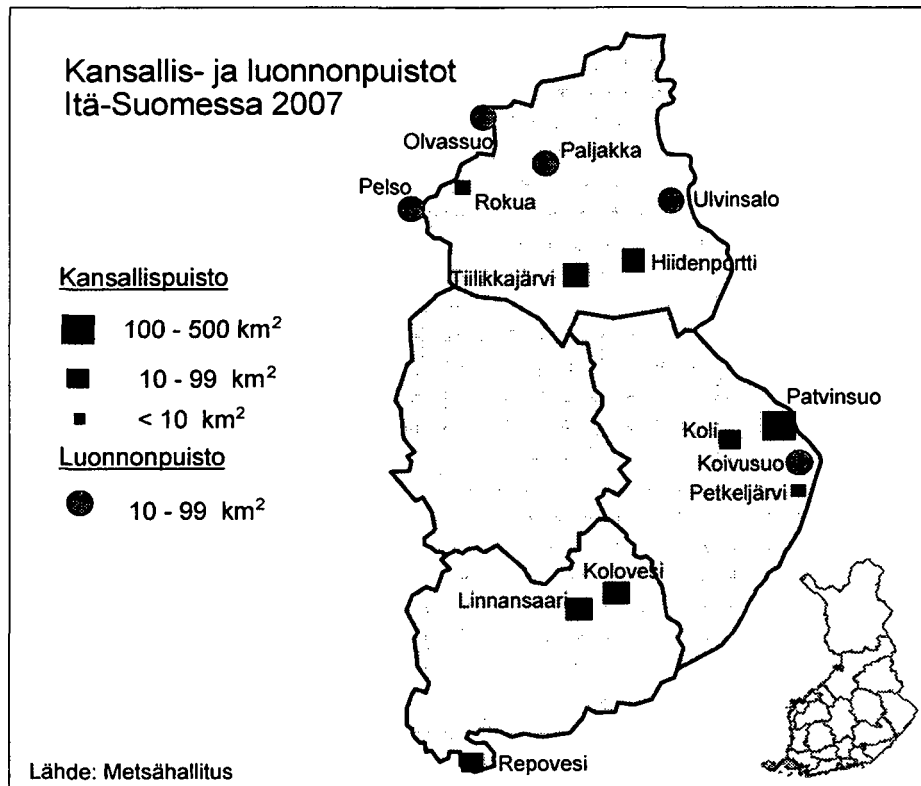 Kansallis- ja luonnonpuistot
Itä-Suomessa 2007
Olvassuo
Paljakka
Pelso
Rokua
Ulvinsalo
Hiidenportti
Tiilikkajärvi
Kansallispuisto
100 - 500 km²
10 - 99 km²
< 10 km²
Luonnonpuisto
10 - 99 km²
Patvinsuo
Koli
Koivusuo
Petkeljärvi
Kolovesi
Linnansaari
Repovesi
Lähde: Metsähallitus